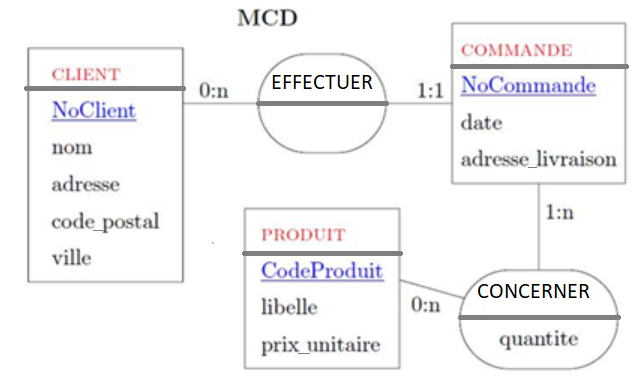 MCD
CLIENT
NoClient
nom
adresse
code_postal
ville
0:n
EFFECTUER
1:1
COMMANDE
NoCommande
date
adresse_livraison
1:n
PRODUIT
CodeProduit
libelle
prix_unitaire
0:n
CONCERNER
quantite